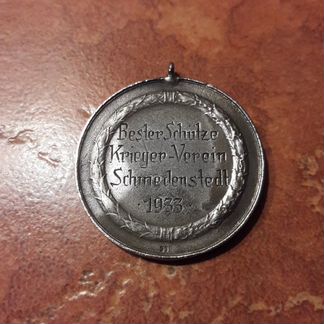 Bester Schütze
Krieger-Verein
Schmedenstedt
·1933·